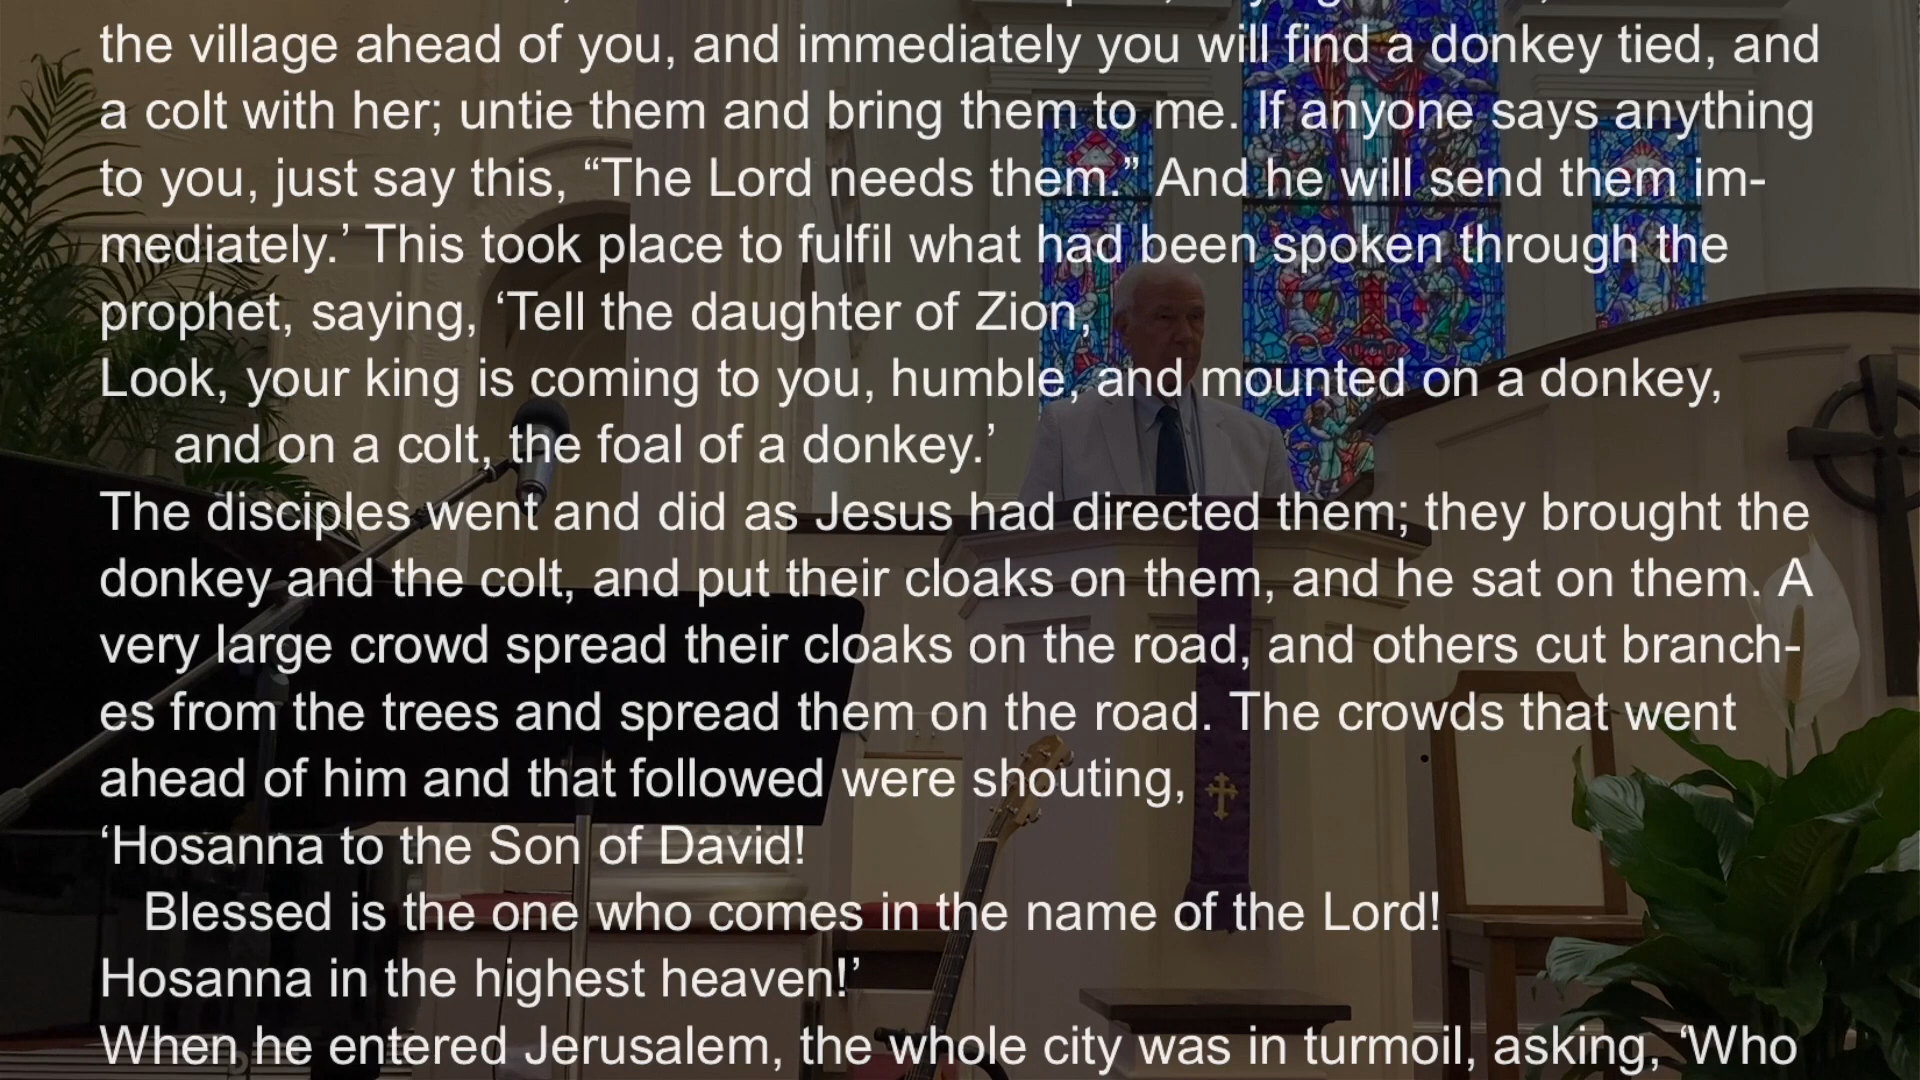 the village ahead of you, and immediately you will find a donkey tied, and
a colt with her; untie them and bring them to me. If anyone says anything
to you, just say this, “The Lord needs them.” And he will send them im-
mediately.’ This took place to fulfil what had been spoken through the
prophet, saying, ‘Tell the daughter of Zion,
Look, your king is coming to you, humble, and mounted on a donkey,
and on a colt, the foal of a donkey.’
The disciples went and did as Jesus had directed them; they brought the
donkey and the colt, and put their cloaks on them, and he sat on them. A
very large crowd spread their cloaks on the road, and others cut branch-
es from the trees and spread them on the road. The crowds that went
ahead of him and that followed were shouting,
‘Hosanna to the Son of David!
Blessed is the one who comes in the name of the Lord!
Hosanna in the highest heaven!’
When he entered Jerusalem, the whole city was in turmoil, asking, ‘Who